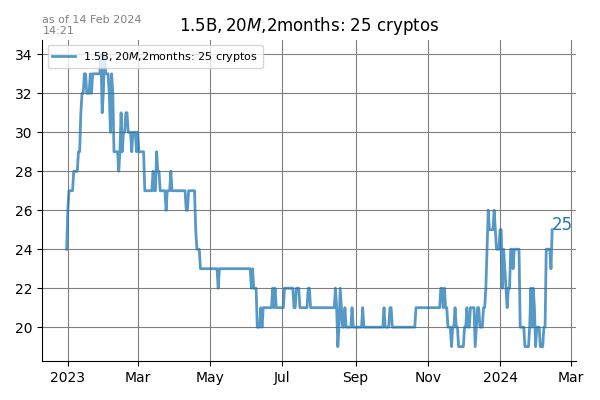 as of 14 Feb 2024
14:21
1.5B, 20M,2months: 25 cryptos
1.5B, 20M,2months: 25 cryptos
34
32
30
28
26
24
22
20
25
2023
Mar
May
Jul
Sep
Nov
2024
Mar